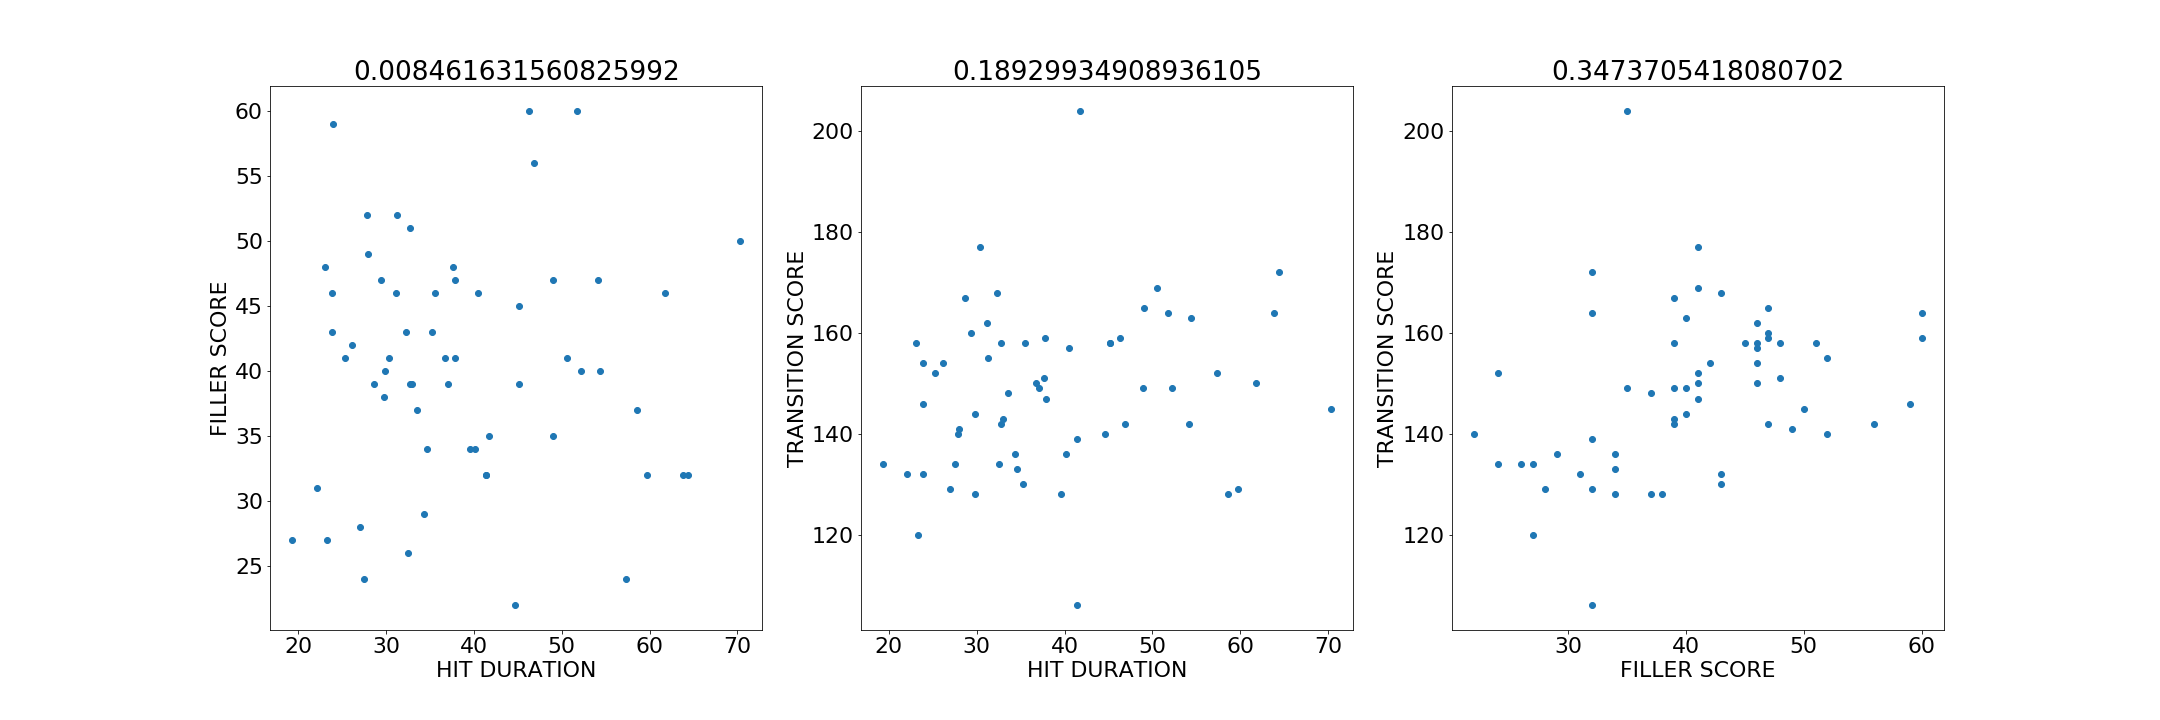 0.008461631560825992
60
55
50
45
40
35
30
25
FILLER SCORE
20 30 40 50 60 70
HIT DURATION
0.18929934908936105
200
180
160
140
120
TRANSITION SCORE
20 30 40 50 60 70
HIT DURATION
0.3473705418080702
200
180
160
140
120
TRANSITION SCORE
30 40 50 60
FILLER SCORE